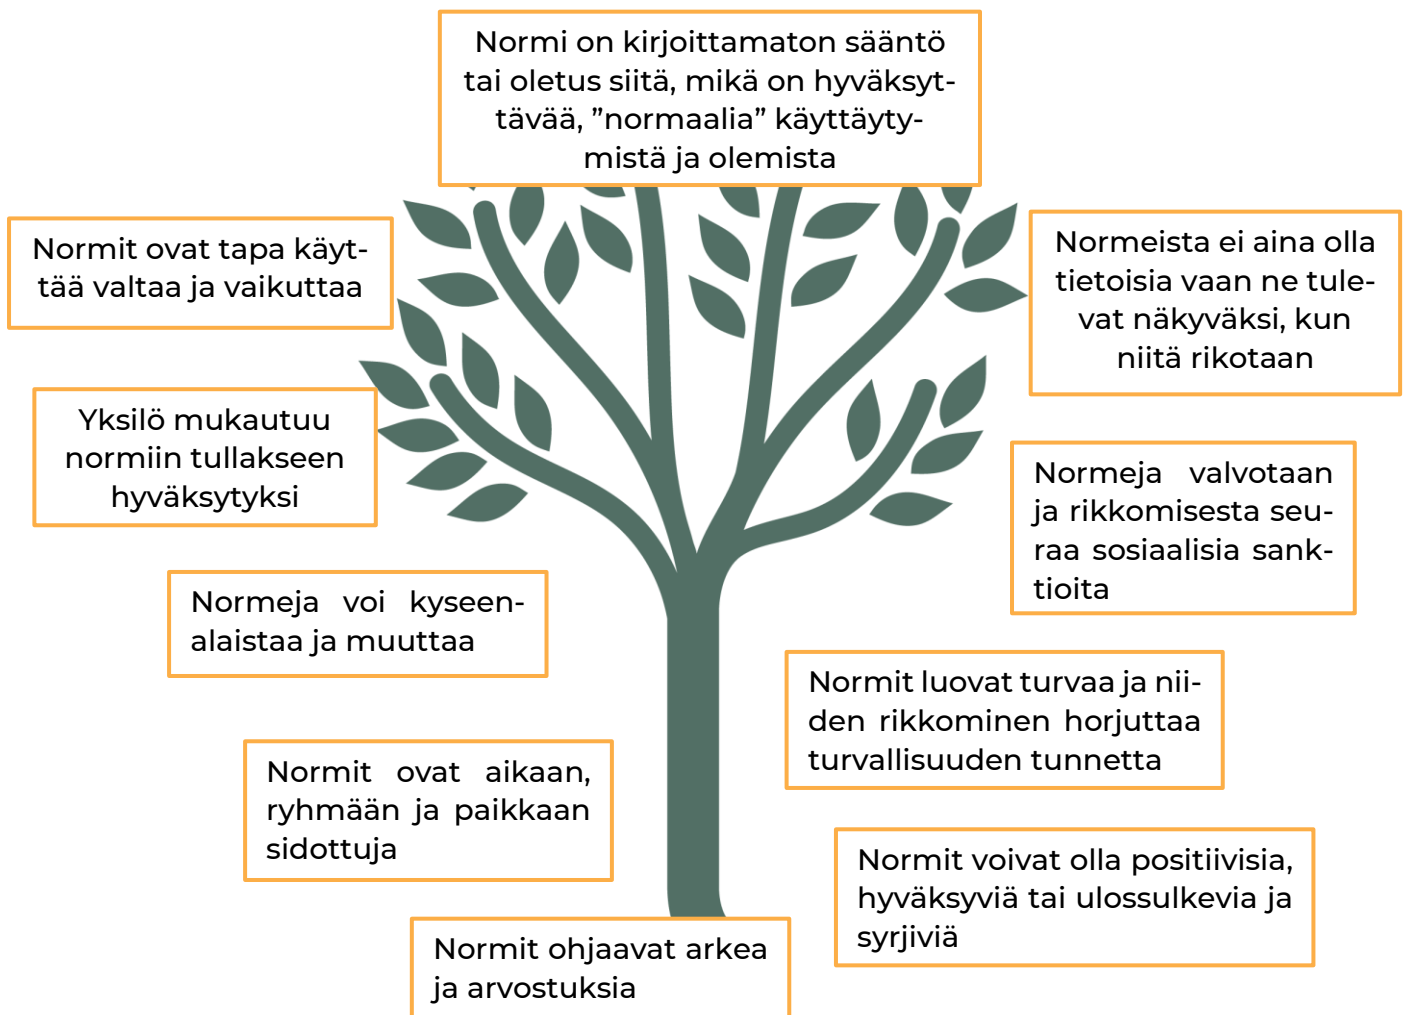 Normi on kirjoittamaton sääntö
tai oletus siitä, mikä on hyväksyt-
tävää, ”normaalia” käyttäyty-
mistä ja olemista
Normit ovat tapa käyt-
tää valtaa ja vaikuttaa
Normeista ei aina olla
tietoisia vaan ne tule-
vat näkyväksi, kun
niitä rikotaan
Yksilö mukautuu
normiin tullakseen
hyväksytyksi
Normeja valvotaan
ja rikkomisesta seu-
raa sosiaalisia sank-
tioita
Normeja voi kyseen-
alaistaa ja muuttaa
Normit luovat turvaa ja nii-
den rikkominen horjuttaa
turvallisuuden tunnetta
Normit ovat aikaan,
ryhmään ja paikkaan
sidottuja
Normit voivat olla positiivisia,
hyväksyviä tai ulossulkevia ja
syrjiviä
Normit ohjaavat arkea
ja arvostuksia